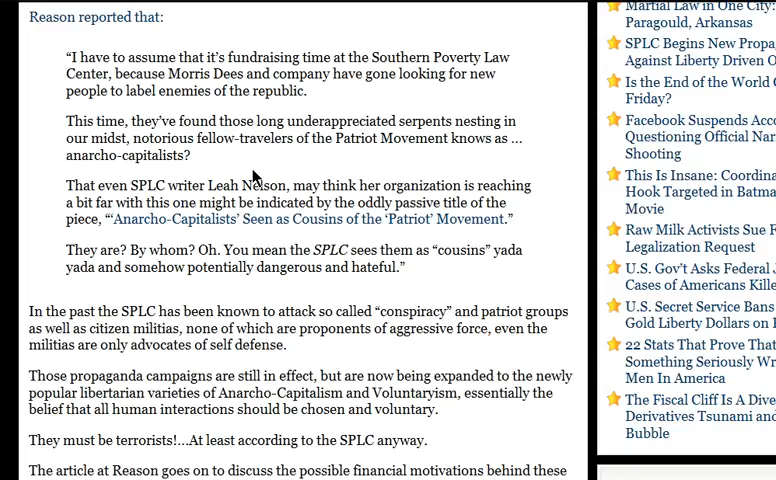 Reason reported that:
“I have to assume that it’s fundraising time at the Southern Poverty Law
Center, because Morris Dees and company have gone looking for new
people to label enemies of the republic.
This time, they’ve found those long underappreciated serpents nesting in
our midst, notorious fellow-travelers of the Patriot Movement knows as ...
anarcho-capitalists?
That even SPLC writer Leah Nelson, may think her organization is reaching
a bit far with this one might be indicated by the oddly passive title of the
piece, “‘Anarcho-Capitalists’ Seen as Cousins of the ‘Patriot’ Movement.”
They are? By whom? Oh. You mean the SPLC sees them as “cousins” yada
yada and somehow potentially dangerous and hateful.”
In the past the SPLC has been known to attack so called “conspiracy” and patriot groups
as well as citizen militias, none of which are proponents of aggressive force, even the
militias are only advocates of self defense.
Those propaganda campaigns are still in effect, but are now being expanded to the newly
popular libertarian varieties of Anarcho-Capitalism and Voluntaryism, essentially the
belief that all human interactions should be chosen and voluntary.
They must be terrorists!...At least according to the SPLC anyway.
The article at Reason goes on to discuss the possible financial motivations behind these
Martial Law in One City:
Paragould, Arkansas
SPLC Begins New
Against Liberty Driven
Is the End of the World
Friday?
Facebook Suspends
Questioning Official
Shooting
This Is Insane:
Hook Targeted in
Movie
Raw Milk Activists Sue
Legalization Request
U.S. Gov’t Asks Federal
Cases of Americans
U.S. Secret Service Bans
Gold Liberty Dollars on
22 Stats That Prove That
Something Seriously
Men In America
The Fiscal Cliff Is A
Derivatives Tsunami and
Bubble